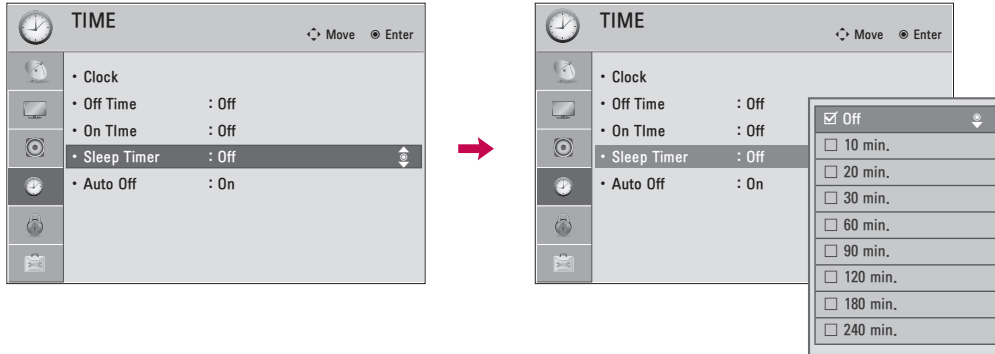 TIME
Move Enter
• Clock
• Off Time : Off
• On TIme : Off
• Sleep Timer : Off
• Auto Off : On
TIME
Move Enter
• Clock
• Off Time : Off
• On TIme : Off
• Sleep Timer : Off
• Auto Off : On
☑ Off
☐ 10 min.
☐ 20 min.
☐ 30 min.
☐ 60 min.
☐ 90 min.
☐ 120 min.
☐ 180 min.
☐ 240 min.